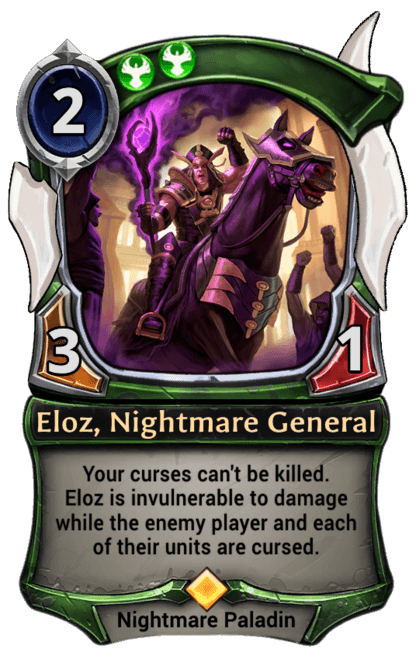 2
3
1
Eloz, Nightmare General
Your curses can't be killed.
Eloz is invulnerable to damage
while the enemy player and each
of their units are cursed.
Nightmare Paladin